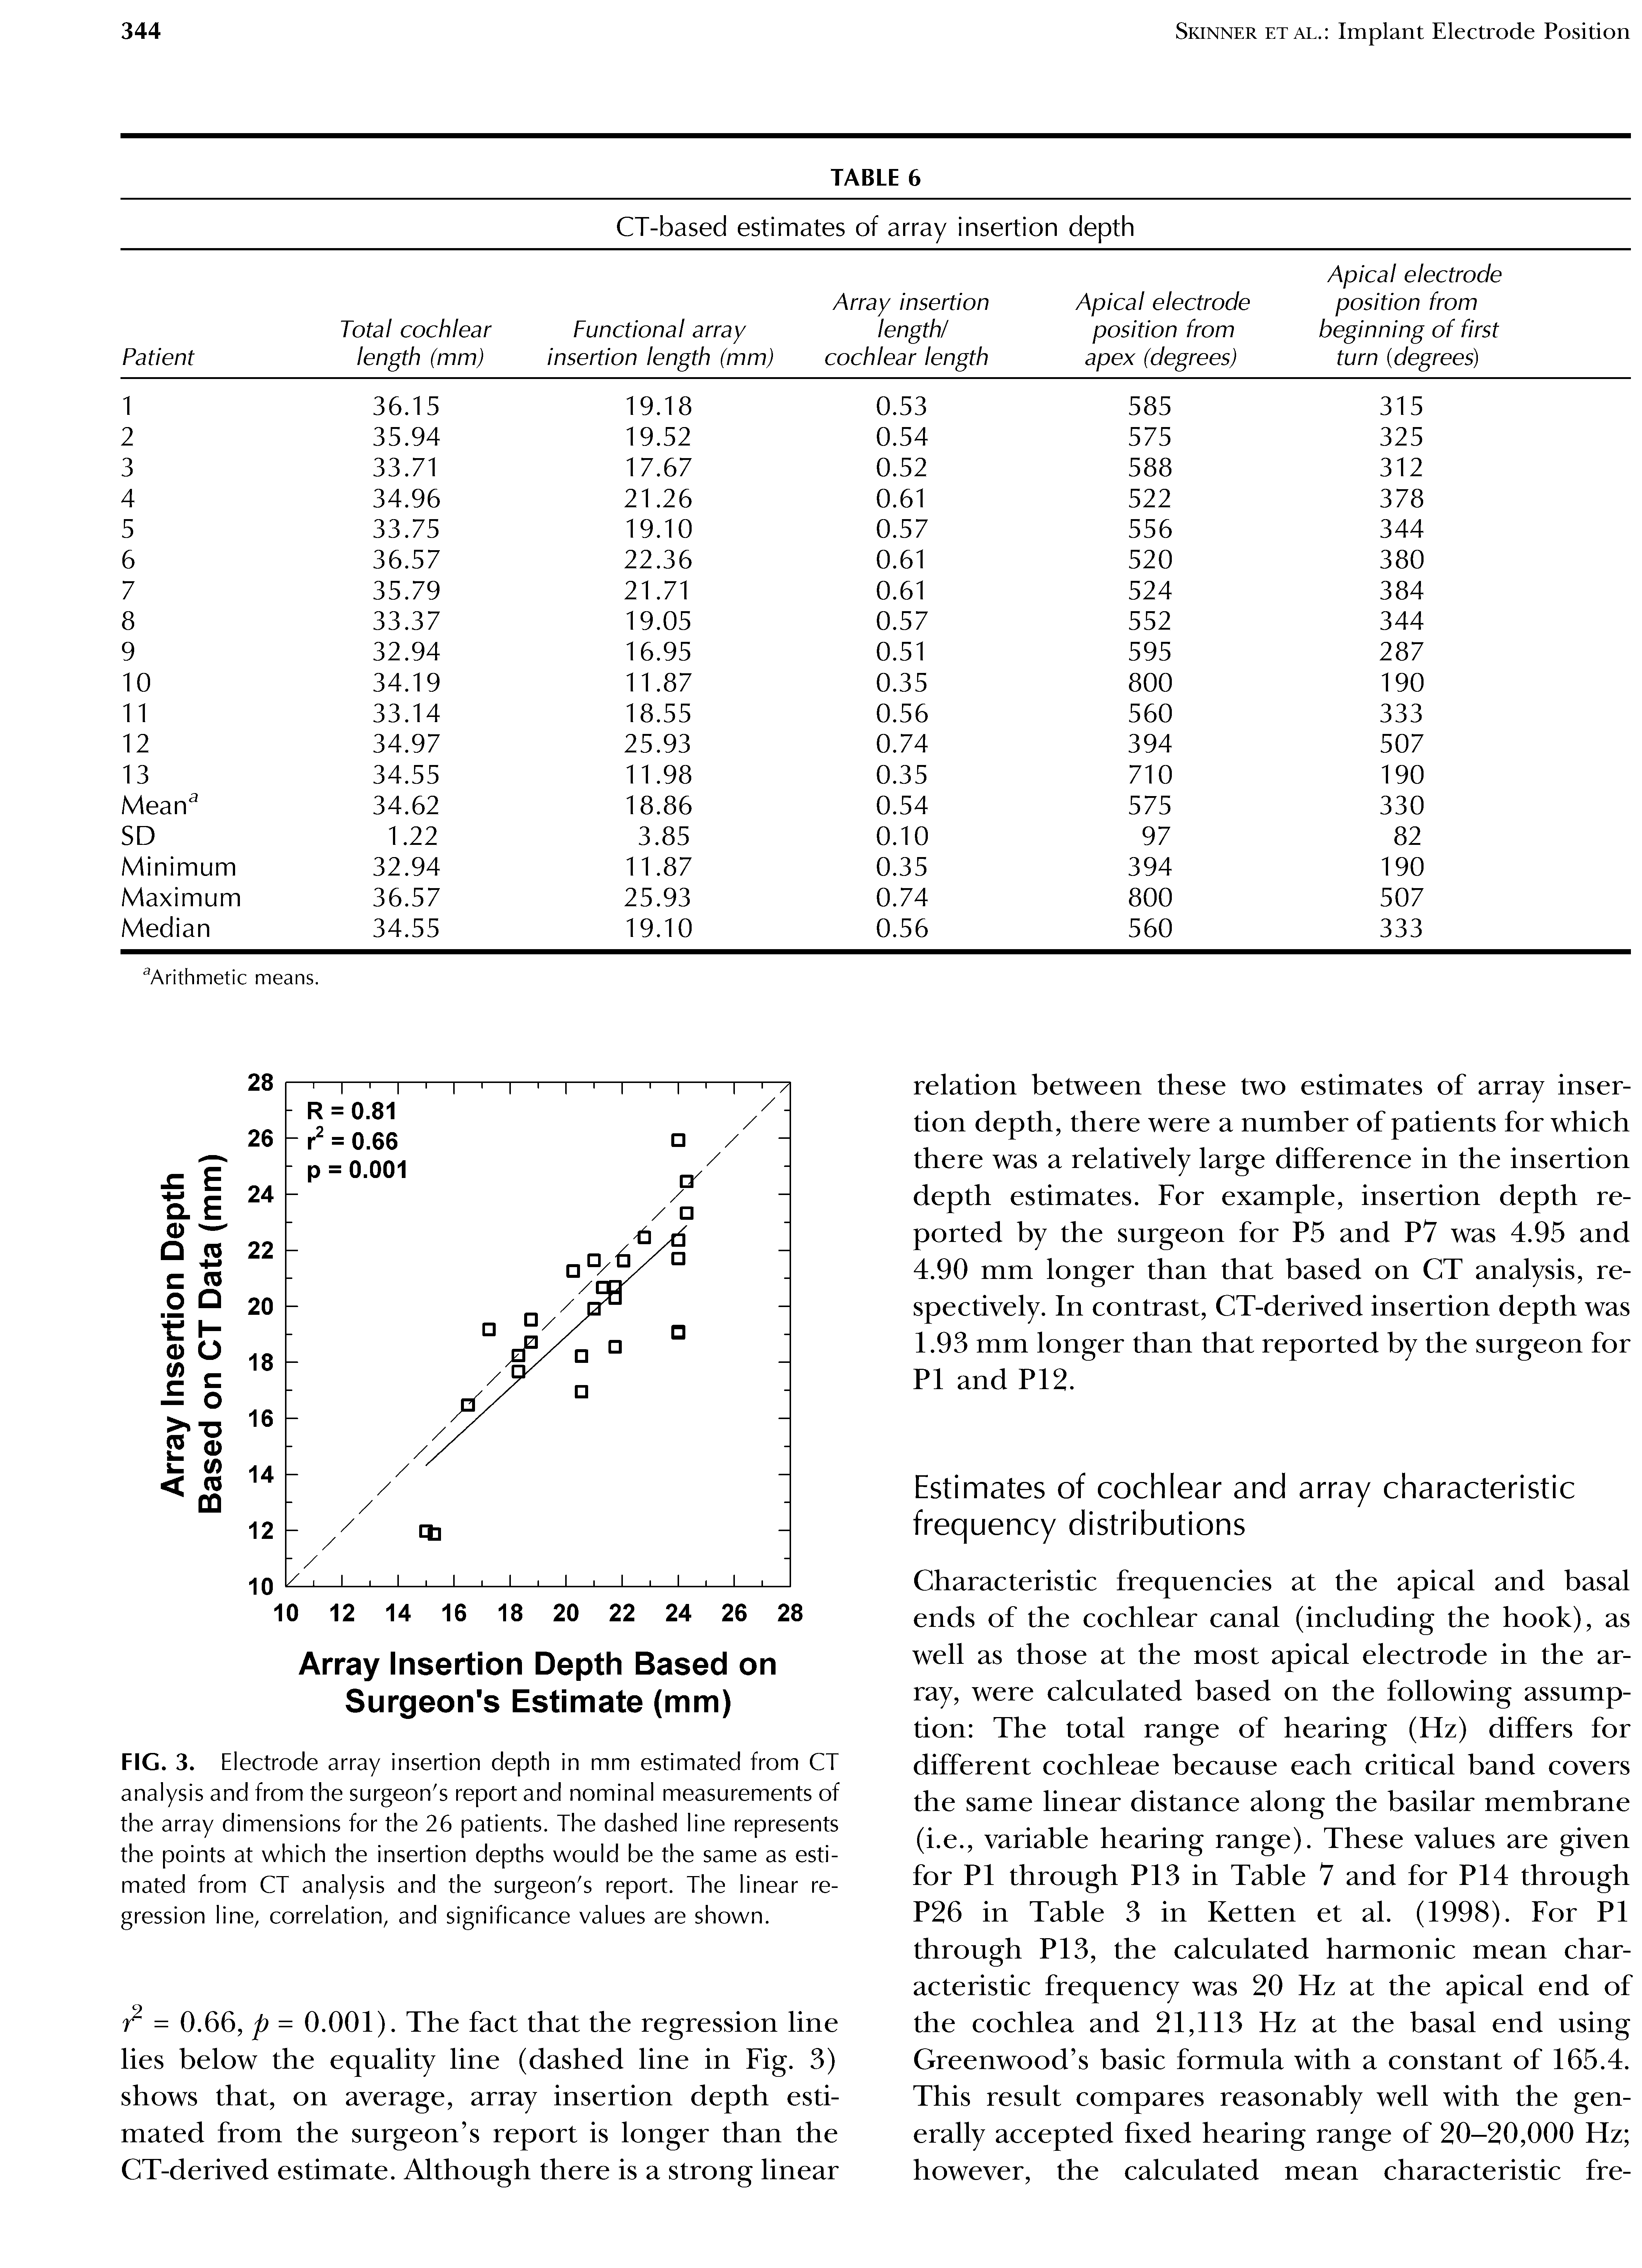 344
SKINNER ET AL.: Implant Electrode Position
TABLE 6
CT-based estimates of array insertion depth
Patient	Total cochlear length (mm)	Functional array insertion length (mm)	Array insertion length/ cochlear length	Apical electrode position from apex (degrees)	Apical electrode position from beginning of first turn (degrees)
1	36.15	19.18	0.53	585	315
2	35.94	19.52	0.54	575	325
3	33.71	17.67	0.52	588	312
4	34.96	21.26	0.61	522	378
5	33.75	19.10	0.57	556	344
6	36.57	22.36	0.61	520	380
7	35.79	21.71	0.61	524	384
8	33.37	19.05	0.57	552	344
9	32.94	16.95	0.51	595	287
10	34.19	11.87	0.35	800	190
11	33.14	18.55	0.56	560	333
12	34.97	25.93	0.74	394	507
13	34.55	11.98	0.35	710	190
Meanᵃ	34.62	18.86	0.54	575	330
SD	1.22	3.85	0.10	97	82
Minimum	32.94	11.87	0.35	394	190
Maximum	36.57	25.93	0.74	800	507
Median	34.55	19.10	0.56	560	333
ᵃArithmetic means.
28
26
24
22
20
18
16
14
12
10
R = 0.81
r² = 0.66
p = 0.001
Array Insertion Depth
Based on CT Data (mm)
10 12 14 16 18 20 22 24 26 28
Array Insertion Depth Based on
Surgeon's Estimate (mm)
FIG. 3. Electrode array insertion depth in mm estimated from CT
analysis and from the surgeon's report and nominal measurements of
the array dimensions for the 26 patients. The dashed line represents
the points at which the insertion depths would be the same as esti-
mated from CT analysis and the surgeon's report. The linear re-
gression line, correlation, and significance values are shown.
r² = 0.66, p = 0.001). The fact that the regression line
lies below the equality line (dashed line in Fig. 3)
shows that, on average, array insertion depth esti-
mated from the surgeon's report is longer than the
CT-derived estimate. Although there is a strong linear
relation between these two estimates of array inser-
tion depth, there were a number of patients for which
there was a relatively large difference in the insertion
depth estimates. For example, insertion depth re-
ported by the surgeon for P5 and P7 was 4.95 and
4.90 mm longer than that based on CT analysis, re-
spectively. In contrast, CT-derived insertion depth was
1.93 mm longer than that reported by the surgeon for
P1 and P12.
Estimates of cochlear and array characteristic
frequency distributions
Characteristic frequencies at the apical and basal
ends of the cochlear canal (including the hook), as
well as those at the most apical electrode in the ar-
ray, were calculated based on the following assump-
tion: The total range of hearing (Hz) differs for
different cochleae because each critical band covers
the same linear distance along the basilar membrane
(i.e., variable hearing range). These values are given
for P1 through P13 in Table 7 and for P14 through
P26 in Table 3 in Ketten et al. (1998). For P1
through P13, the calculated harmonic mean char-
acteristic frequency was 20 Hz at the apical end of
the cochlea and 21,113 Hz at the basal end using
Greenwood's basic formula with a constant of 165.4.
This result compares reasonably well with the gen-
erally accepted fixed hearing range of 20–20,000 Hz;
however, the calculated mean characteristic fre-